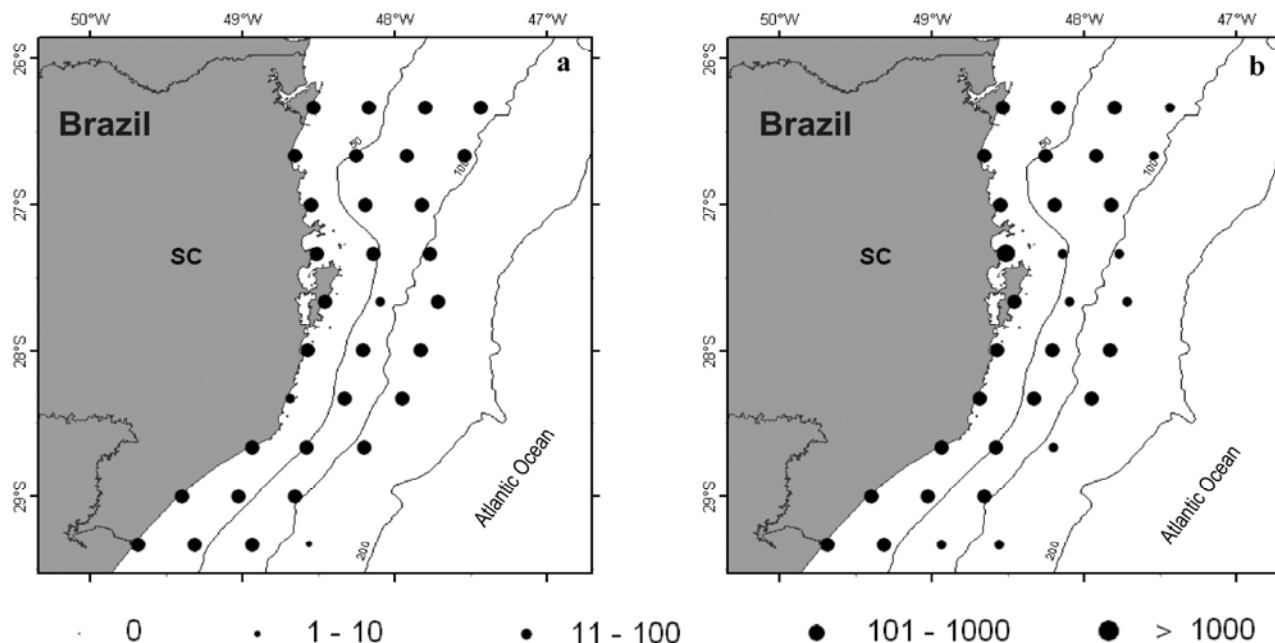 50°W 49°W 48°W 47°W 50°W 49°W 48°W 47°W
26°S a 26°S b
Brazil Brazil
50 50
100 100
27°S 27°S
SC SC
28°S 28°S
29°S Atlantic Ocean 29°S Atlantic Ocean
200 200
0 1 - 10 11 - 100 101 - 1000 > 1000